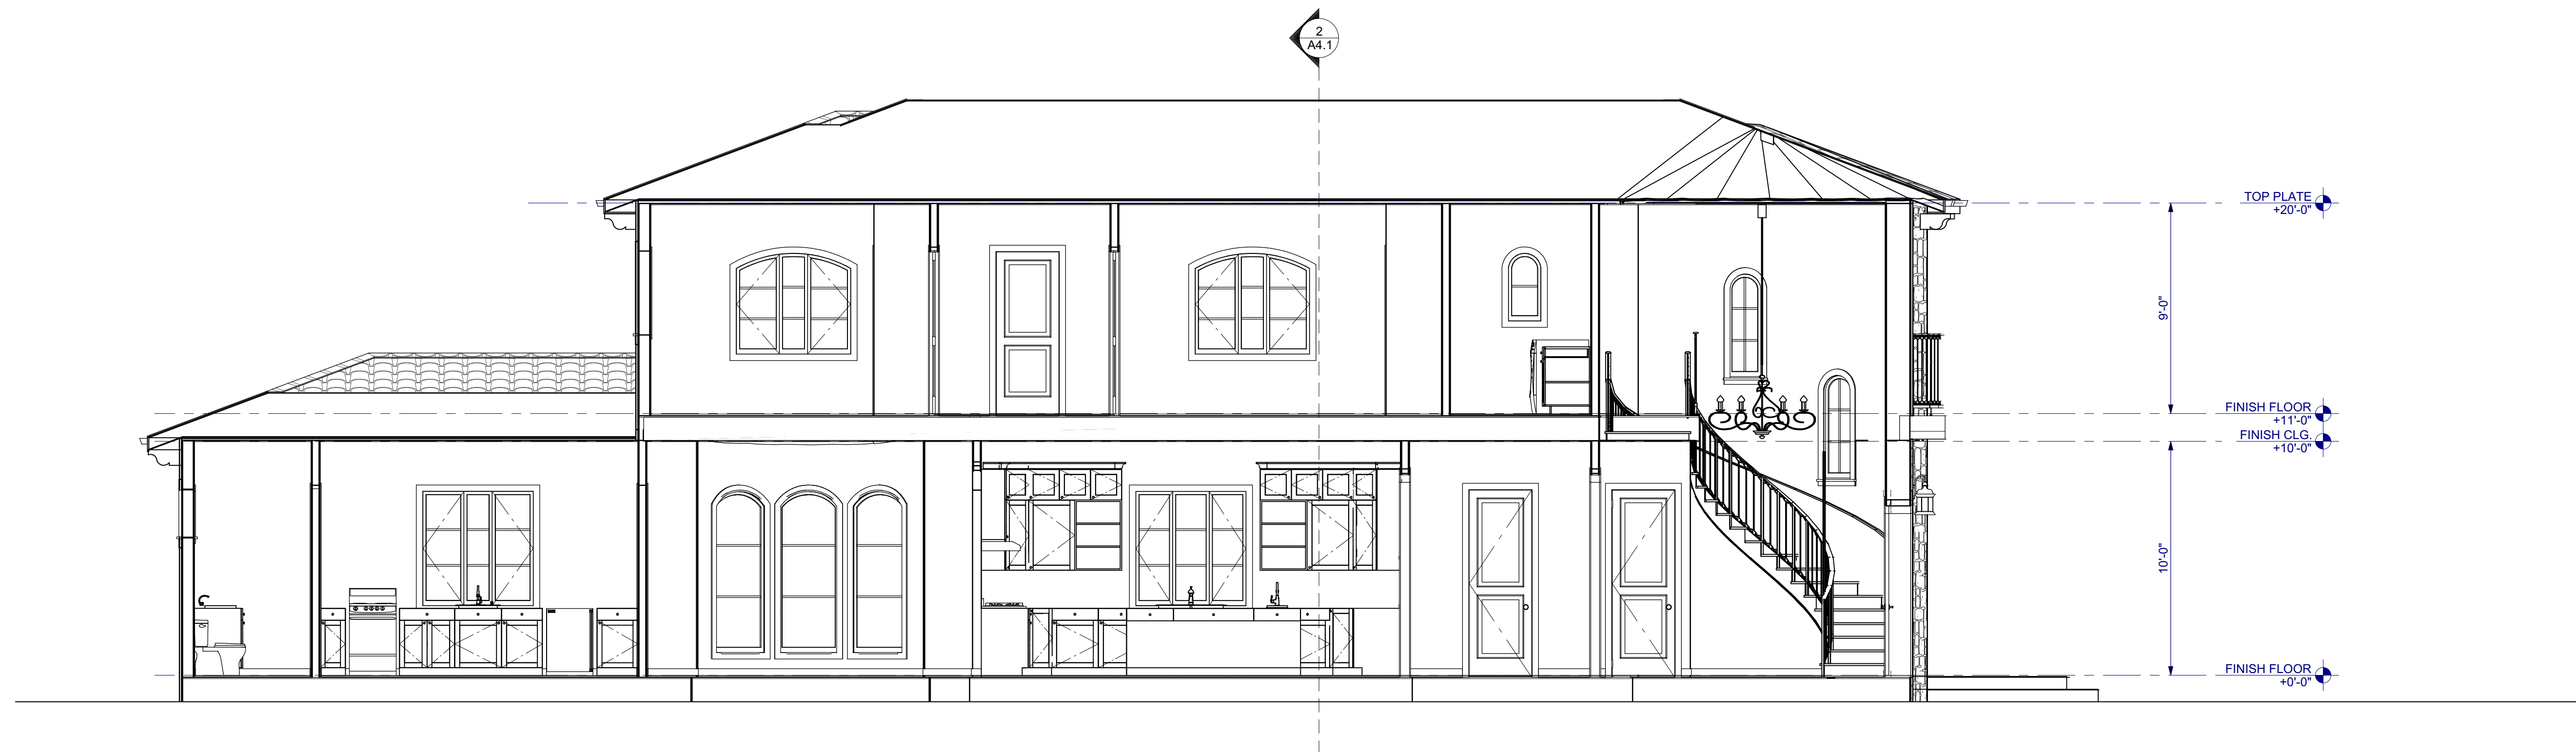 2
A4.1
TOP PLATE
+20'-0"
9'-0"
FINISH FLOOR
+11'-0"
FINISH CLG.
+10'-0"
10'-0"
FINISH FLOOR
+0'-0"